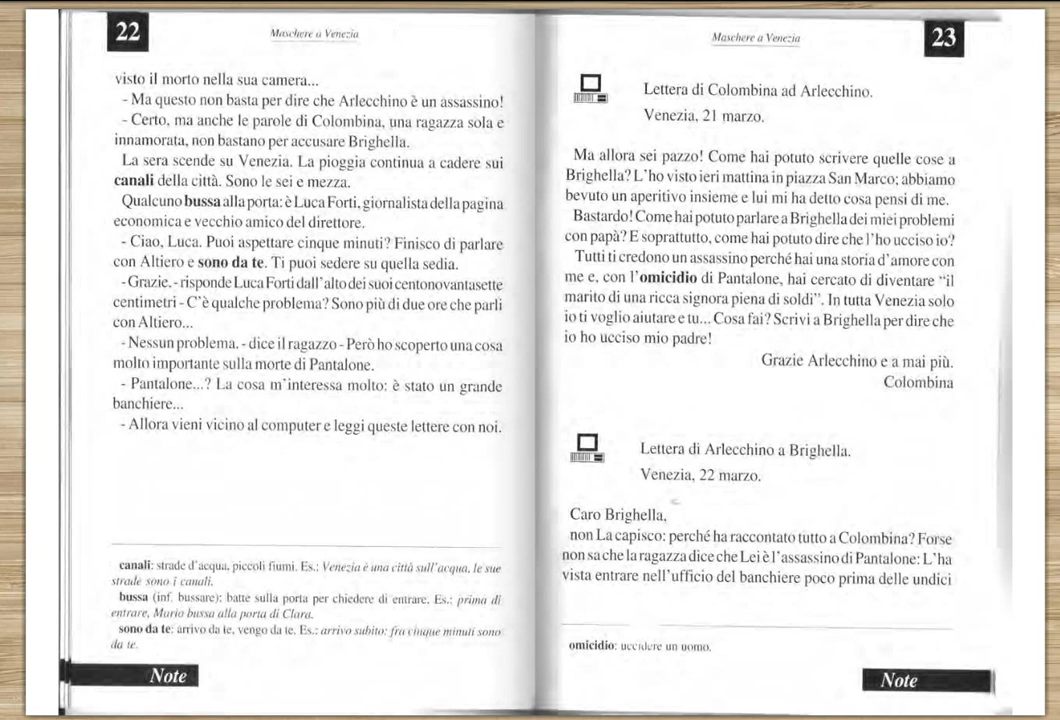 22
Maschere a Venezia
visto il morto nella sua camera...
- Ma questo non basta per dire che Arlecchino è un assassino!
- Certo, ma anche le parole di Colombina, una ragazza sola e
innamorata, non bastano per accusare Brighella.
La sera scende su Venezia. La pioggia continua a cadere sui
canali della città. Sono le sei e mezza.
Qualcuno bussa alla porta: è Luca Forti, giornalista della pagina
economica e vecchio amico del direttore.
- Ciao, Luca. Puoi aspettare cinque minuti? Finisco di parlare
con Altiero e sono da te. Ti puoi sedere su quella sedia.
- Grazie. - risponde Luca Forti dall'alto dei suoi centonovantasette
centimetri - C'è qualche problema? Sono più di due ore che parli
con Altiero...
- Nessun problema. - dice il ragazzo - Però ho scoperto una cosa
molto importante sulla morte di Pantalone.
- Pantalone...? La cosa m'interessa molto: è stato un grande
banchiere...
- Allora vieni vicino al computer e leggi queste lettere con noi.
canali: strade d'acqua, piccoli fiumi. Es.: Venezia è una città sull'acqua, le sue
strade sono i canali.
bussa (inf. bussare): batte sulla porta per chiedere di entrare. Es.: prima di
entrare, Mario bussa alla porta di Clara.
sono da te: arrivo da te, vengo da te. Es.: arrivo subito: fra cinque minuti sono
da te.
Note
Maschere a Venezia
23
Lettera di Colombina ad Arlecchino.
Venezia, 21 marzo.
Ma allora sei pazzo! Come hai potuto scrivere quelle cose a
Brighella? L'ho visto ieri mattina in piazza San Marco; abbiamo
bevuto un aperitivo insieme e lui mi ha detto cosa pensi di me.
Bastardo! Come hai potuto parlare a Brighella dei miei problemi
con papà? E soprattutto, come hai potuto dire che l'ho ucciso io?
Tutti ti credono un assassino perché hai una storia d'amore con
me e, con l'omicidio di Pantalone, hai cercato di diventare "il
marito di una ricca signora piena di soldi". In tutta Venezia solo
io ti voglio aiutare e tu... Cosa fai? Scrivi a Brighella per dire che
io ho ucciso mio padre!
Grazie Arlecchino e a mai più.
Colombina
Lettera di Arlecchino a Brighella.
Venezia, 22 marzo.
Caro Brighella,
non La capisco: perché ha raccontato tutto a Colombina? Forse
non sa che la ragazza dice che Lei è l'assassino di Pantalone: L'ha
vista entrare nell'ufficio del banchiere poco prima delle undici
omicidio: uccidere un uomo.
Note